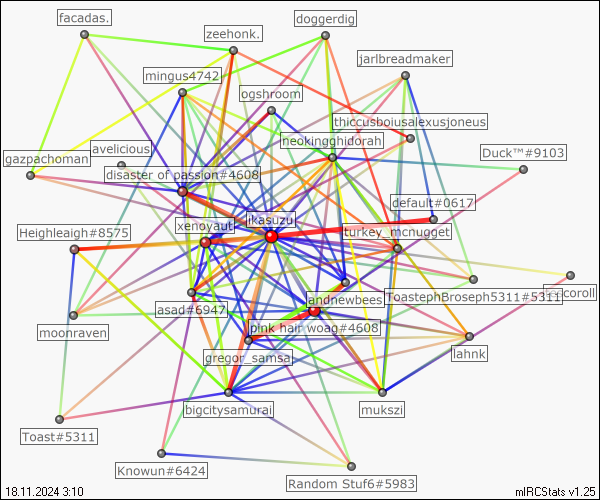 facadas.
doggerdig
zeehonk.
jarlbreadmaker
mingus4742
ogshroom
thiccusboiusalexusjoneus
neokingghidorah
avelicious
Duck™#9103
gazpachoman
disaster of passion#4608
default#0617
ikasuzu
xenoyaut
turkey_mcnugget
Heighleaigh#8575
andnewbees
ToastephBroseph5311#5311
coroll
asad#6947
pink hair woag#4608
moonraven
gregor_samsa
lahnk
bigcitysamurai
mukszi
Toast#5311
Knowun#6424
Random Stuf6#5983
18.11.2024 3:10
mIRCStats v1.25